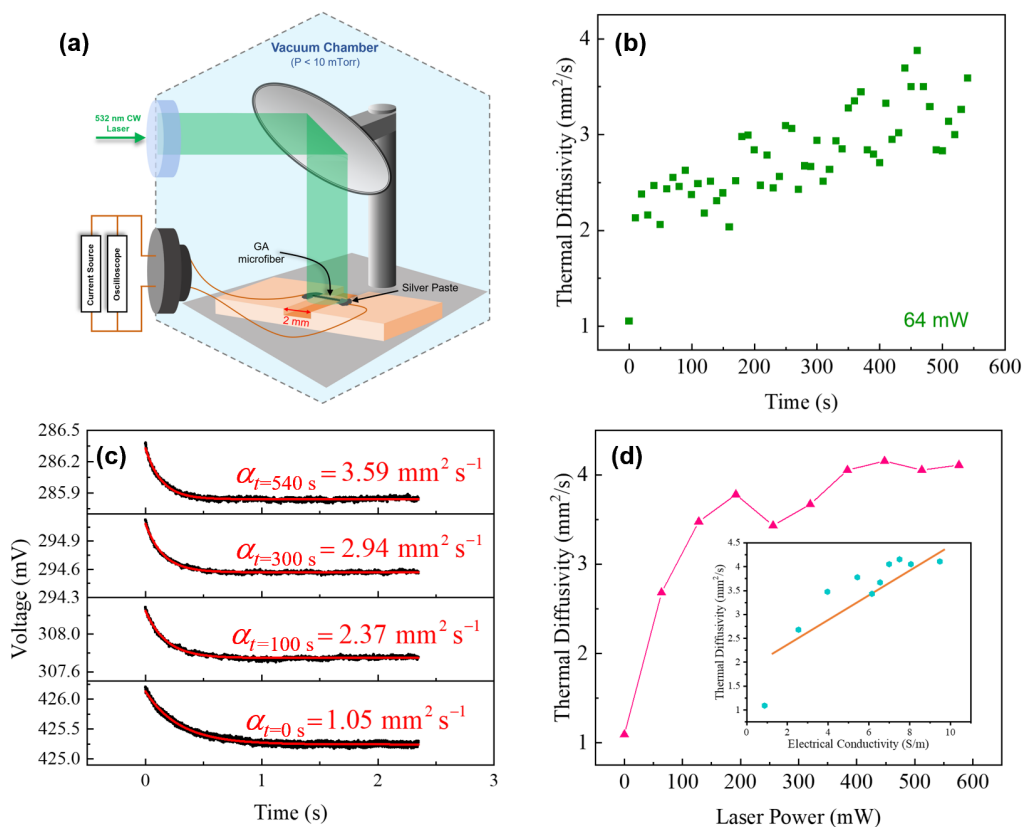 (a)
Vacuum Chamber
(P < 10 mTorr)
532 nm CW
Laser
Current Source
Oscilloscope
GA
microfiber
Silver Paste
2 mm
(b)
Thermal Diffusivity (mm²/s)
4
3
2
1
64 mW
0 100 200 300 400 500 600
Time (s)
(c)
Voltage (mV)
286.5
286.2
285.9
α t=540 s = 3.59 mm² s⁻¹
294.9
294.6
294.3
α t=300 s = 2.94 mm² s⁻¹
308.0
307.6
α t=100 s = 2.37 mm² s⁻¹
426.0
425.5
425.0
α t=0 s = 1.05 mm² s⁻¹
0 1 2 3
Time (s)
(d)
Thermal Diffusivity (mm²/s)
4
3
2
1
0 100 200 300 400 500 600
Laser Power (mW)
Thermal Diffusivity (mm²/s)
4.5
4
3.5
3
2.5
2
1.5
1
0 2 4 6 8 10
Electrical Conductivity (S/m)